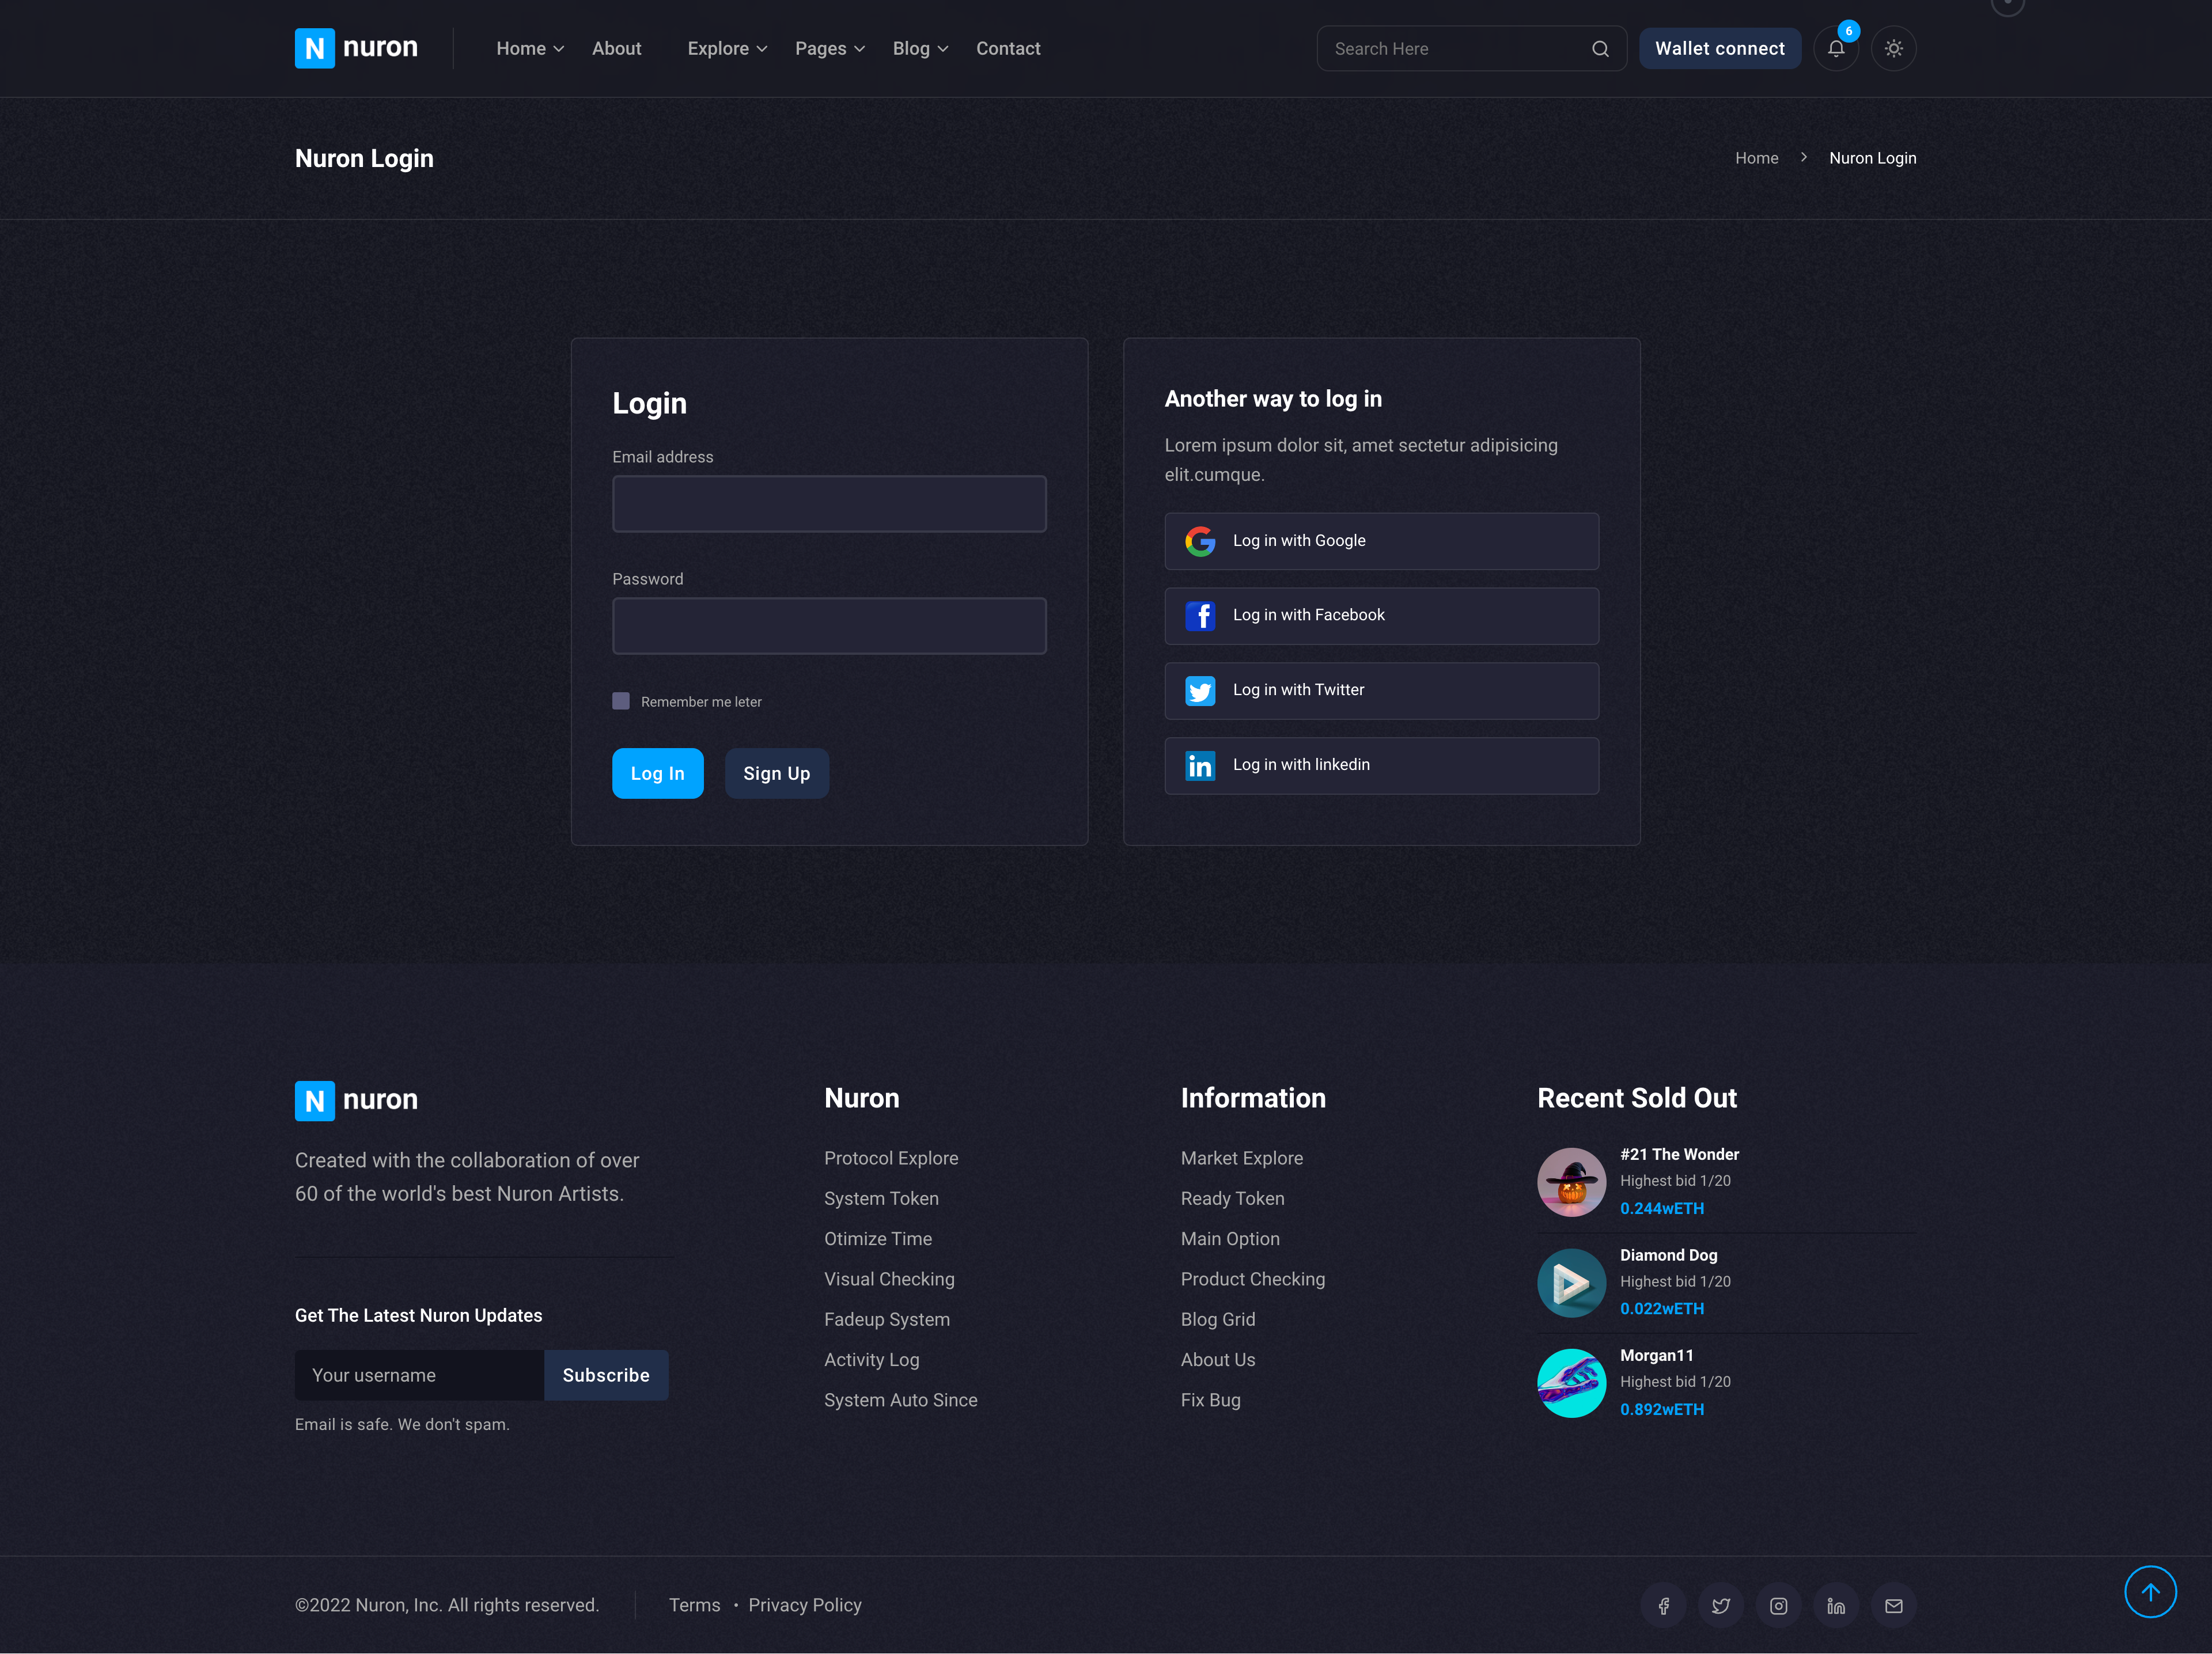 N nuron
Home About Explore Pages Blog Contact
Search Here
Wallet connect
6
Nuron Login
Home > Nuron Login
Login
Email address
Password
Remember me leter
Log In
Sign Up
Another way to log in
Lorem ipsum dolor sit, amet sectetur adipisicing
elit.cumque.
Log in with Google
Log in with Facebook
Log in with Twitter
Log in with linkedin
N nuron
Created with the collaboration of over
60 of the world's best Nuron Artists.
Get The Latest Nuron Updates
Your username
Subscribe
Email is safe. We don't spam.
Nuron
Protocol Explore
System Token
Otimize Time
Visual Checking
Fadeup System
Activity Log
System Auto Since
Information
Market Explore
Ready Token
Main Option
Product Checking
Blog Grid
About Us
Fix Bug
Recent Sold Out
#21 The Wonder
Highest bid 1/20
0.244wETH
Diamond Dog
Highest bid 1/20
0.022wETH
Morgan11
Highest bid 1/20
0.892wETH
©2022 Nuron, Inc. All rights reserved.
Terms • Privacy Policy